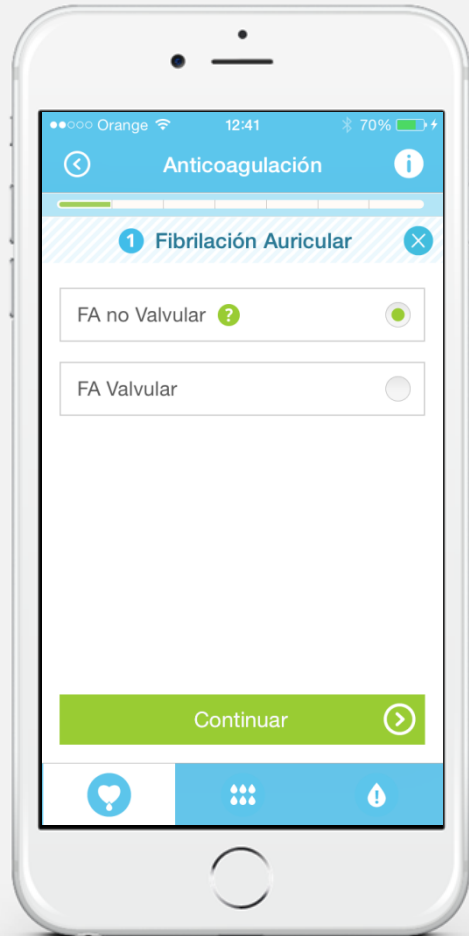 Orange 12:41 70%
Anticoagulación i
1 Fibrilación Auricular
FA no Valvular ?
FA Valvular
Continuar
!